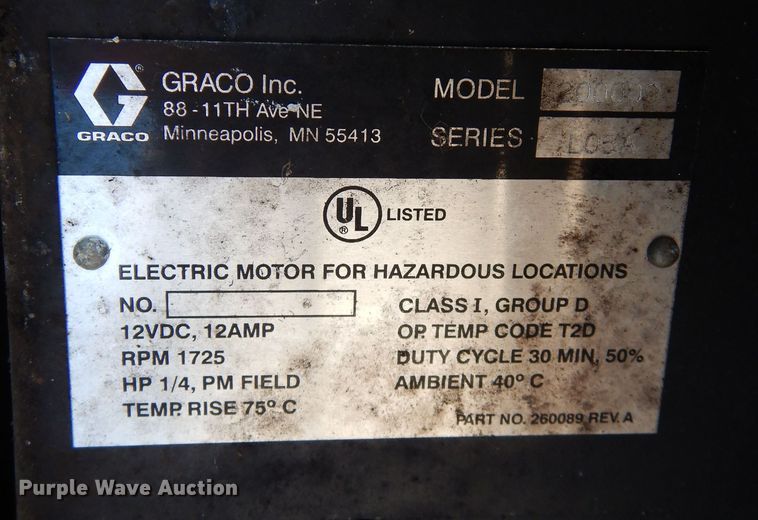 GRACO Inc.
88-11TH Ave NE
Minneapolis, MN 55413
® GRACO
MODEL
SERIES
UL ® LISTED
ELECTRIC MOTOR FOR HAZARDOUS LOCATIONS
NO.
12VDC, 12AMP
RPM 1725
HP 1/4, PM FIELD
TEMP. RISE 75° C
CLASS I, GROUP D
OP. TEMP CODE T2D
DUTY CYCLE 30 MIN, 50%
AMBIENT 40° C
PART NO. 260089 REV. A
Purple Wave Auction